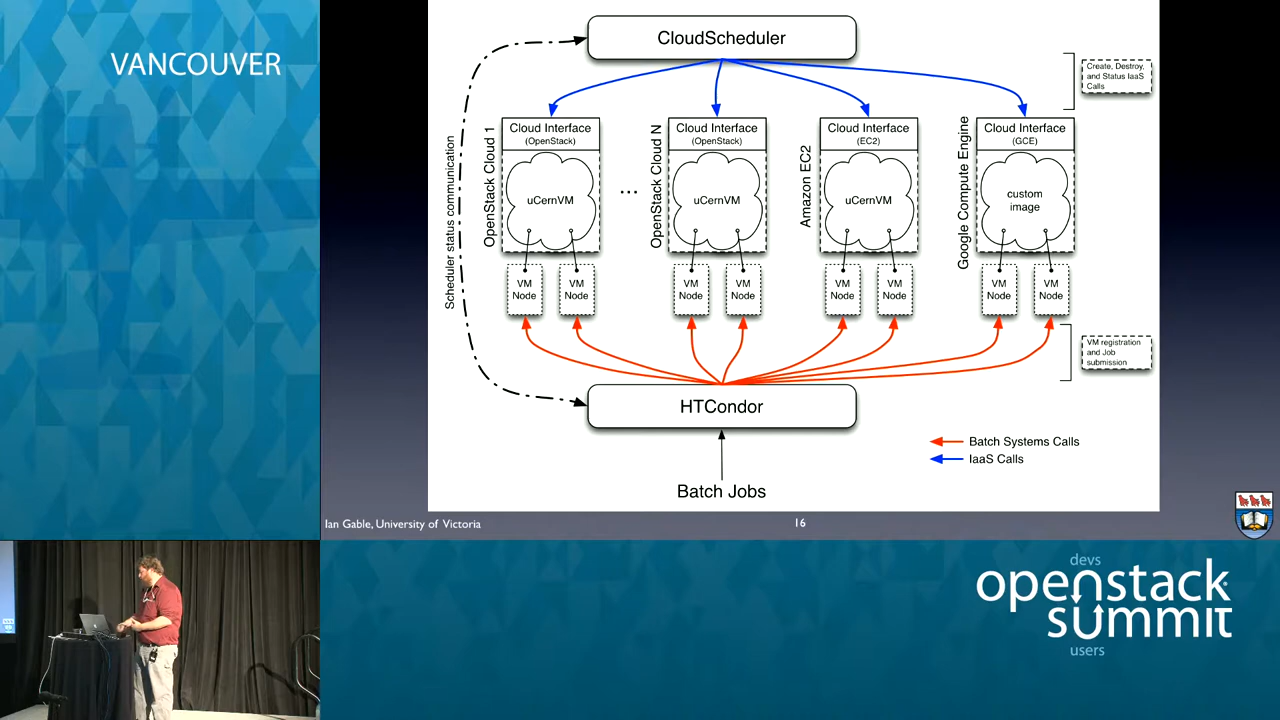 VANCOUVER
CloudScheduler
Create, Destroy,
and Status IaaS
Calls
Scheduler status communication
OpenStack Cloud 1
Cloud Interface
(OpenStack)
uCernVM
VM
Node
VM
Node
...
OpenStack Cloud N
Cloud Interface
(OpenStack)
uCernVM
VM
Node
VM
Node
Amazon EC2
Cloud Interface
(EC2)
uCernVM
VM
Node
VM
Node
Google Compute Engine
Cloud Interface
(GCE)
custom
image
VM
Node
VM
Node
VM registration
and Job
submission
HTCondor
Batch Systems Calls
IaaS Calls
Batch Jobs
Ian Gable, University of Victoria
16
devs
openstack
summit
users